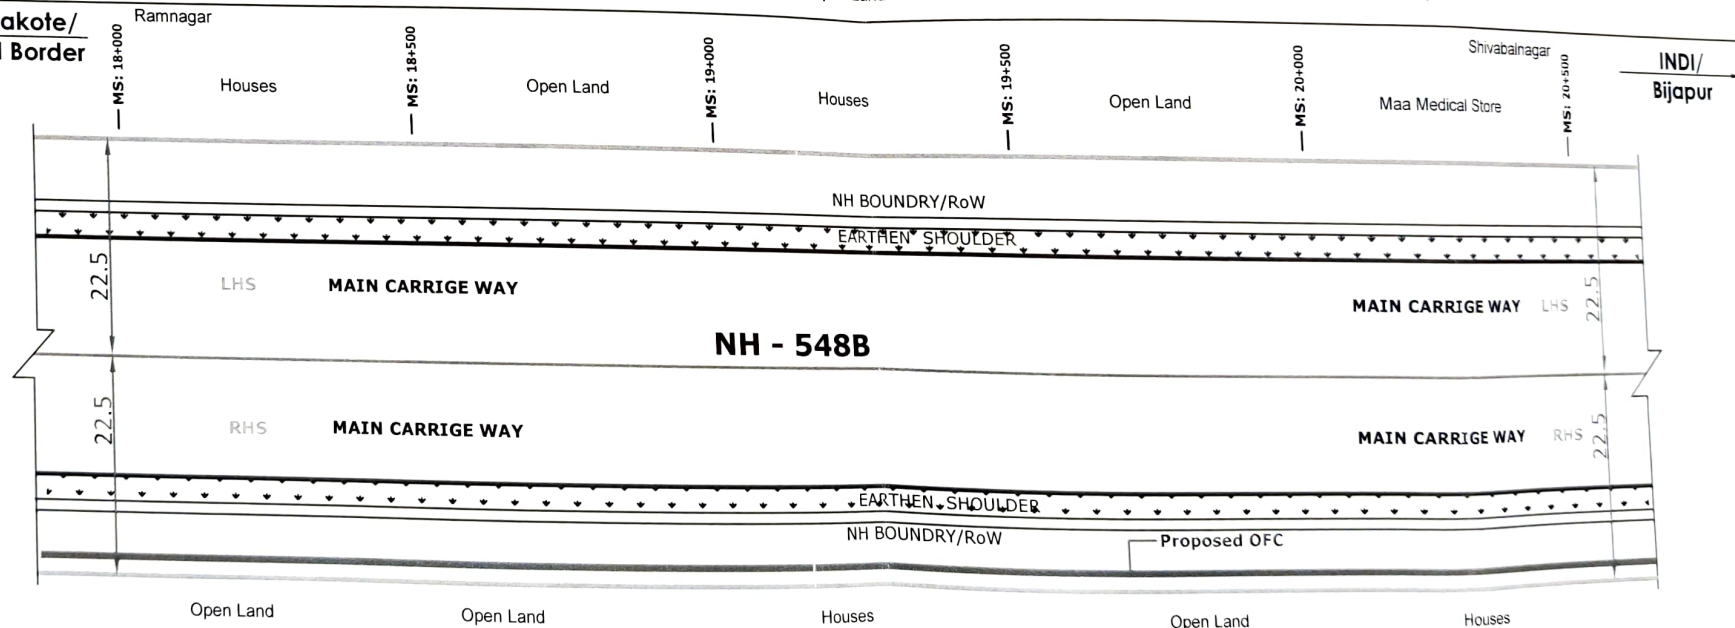 akote/
Border
Ramnagar
MS: 18+000
MS: 18+500
MS: 19+000
MS: 19+500
MS: 20+000
MS: 20+500
Shivabainagar
INDI/
Bijapur
Houses
Open Land
Houses
Open Land
Maa Medical Store
NH BOUNDRY/RoW
EARTHEN SHOULDER
22.5
LHS
MAIN CARRIGE WAY
MAIN CARRIGE WAY
LHS
22.5
NH - 548B
22.5
RHS
MAIN CARRIGE WAY
MAIN CARRIGE WAY
RHS
22.5
EARTHEN SHOULDER
NH BOUNDRY/RoW
Proposed OFC
Open Land
Open Land
Houses
Open Land
Houses